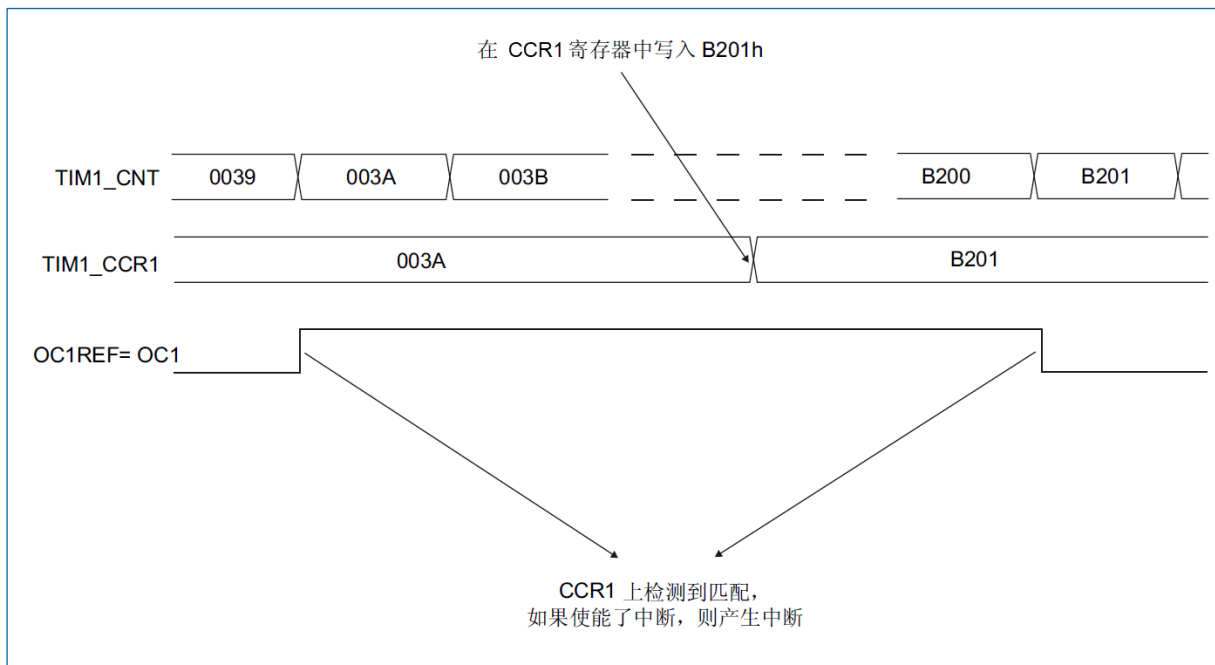 在 CCR1 寄存器中写入 B201h
TIM1_CNT 0039 003A 003B B200 B201
TIM1_CCR1 003A B201
OC1REF= OC1
CCR1 上检测到匹配，
如果使能了中断，则产生中断